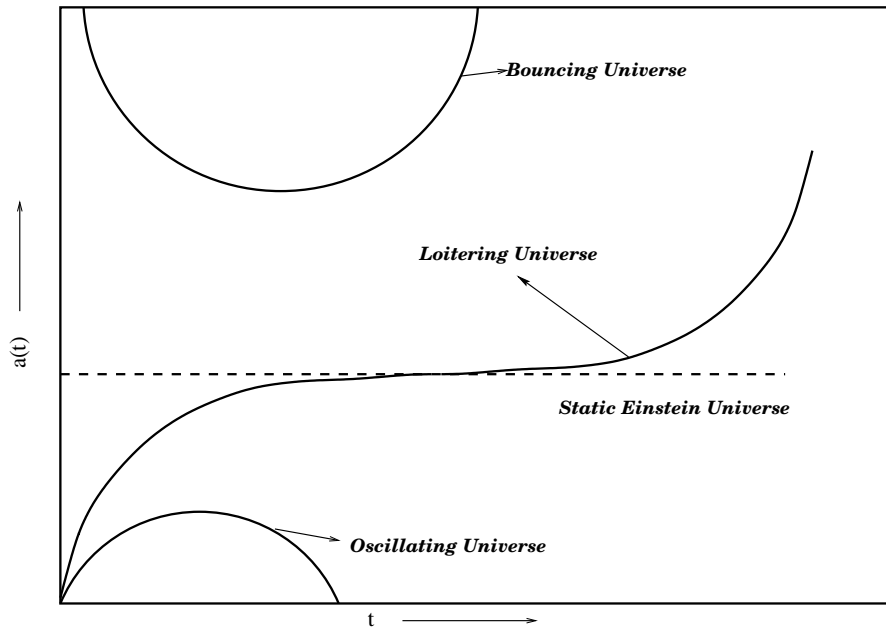 Bouncing Universe
Loitering Universe
a(t)
Static Einstein Universe
Oscillating Universe
t